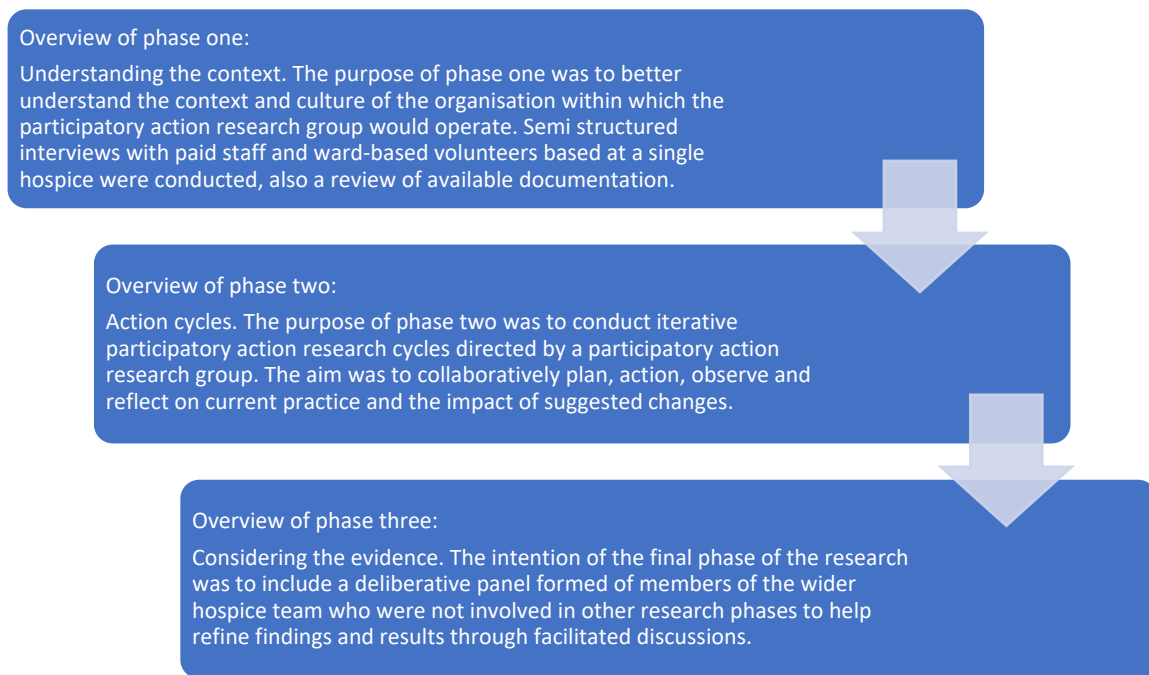 Overview of phase one:
Understanding the context. The purpose of phase one was to better
understand the context and culture of the organisation within which the
participatory action research group would operate. Semi structured
interviews with paid staff and ward-based volunteers based at a single
hospice were conducted, also a review of available documentation.
Overview of phase two:
Action cycles. The purpose of phase two was to conduct iterative
participatory action research cycles directed by a participatory action
research group. The aim was to collaboratively plan, action, observe and
reflect on current practice and the impact of suggested changes.
Overview of phase three:
Considering the evidence. The intention of the final phase of the research
was to include a deliberative panel formed of members of the wider
hospice team who were not involved in other research phases to help
refine findings and results through facilitated discussions.